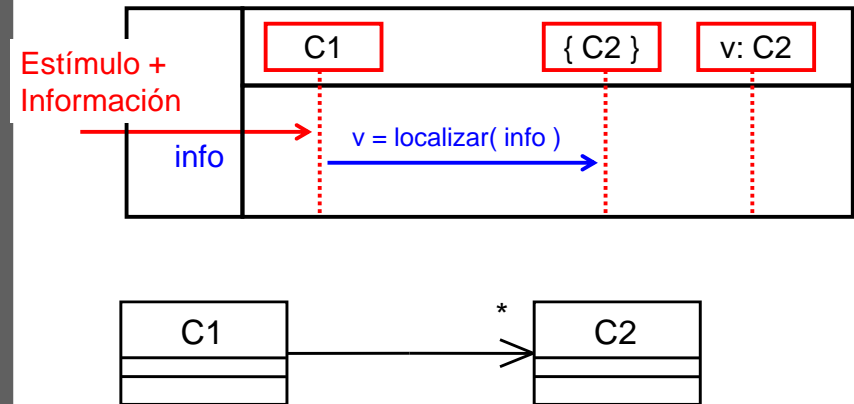 C1
{ C2 }
v: C2
Estímulo +
Información
info
v = localizar( info )
C1
*
C2